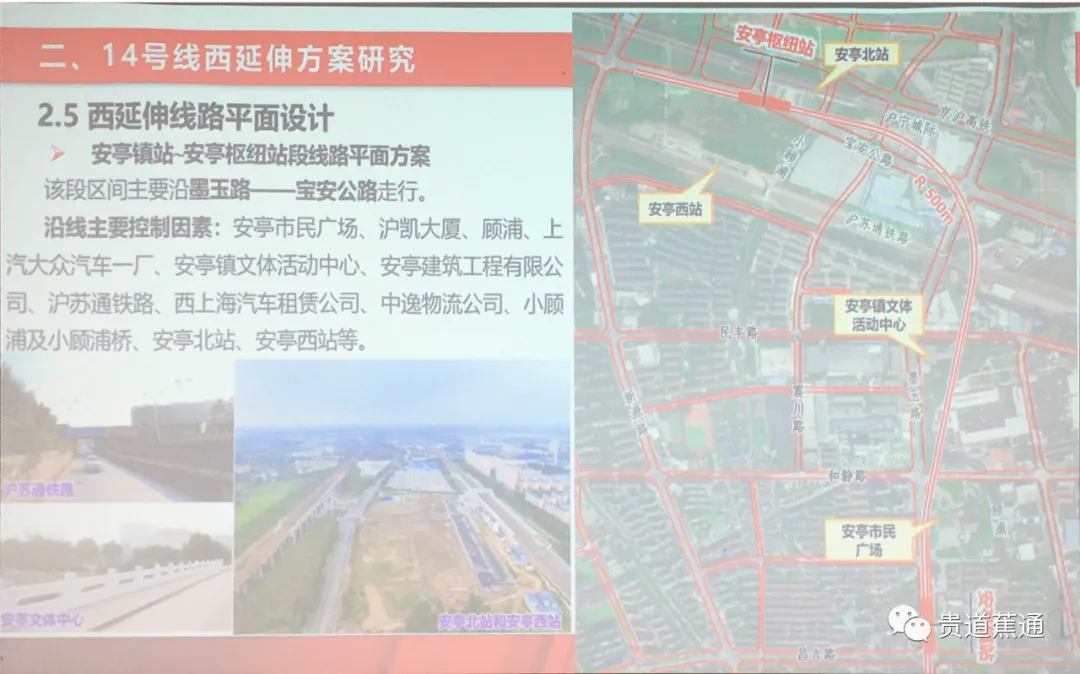 二、14号线西延伸方案研究
2.5 西延伸线路平面设计
安亭镇站~安亭枢纽站段线路平面方案
该段区间主要沿墨玉路——宝安公路走行。
沿线主要控制因素：安亭市民广场、沪凯大厦、顾浦、上
汽大众汽车一厂、安亭镇文体活动中心、安亭建筑工程有限公
司、沪苏通铁路、西上海汽车租赁公司、中逸物流公司、小顾
浦及小顾浦桥、安亭北站、安亭西站等。
沪苏通铁路
安亭文体中心
安亭北站和安亭西站
安亭枢纽站
安亭北站
京沪高铁
沪宁城际
宝安公路
小顾浦
R-500m
安亭西站
沪苏通铁路
安亭镇文体
活动中心
民丰路
墨玉路
新源路
和静路
安亭市民
广场
顾浦
昌吉路
贵道蕉通